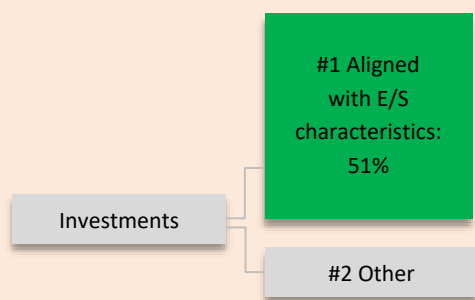 #1 Aligned
with E/S
characteristics:
51%
Investments
#2 Other